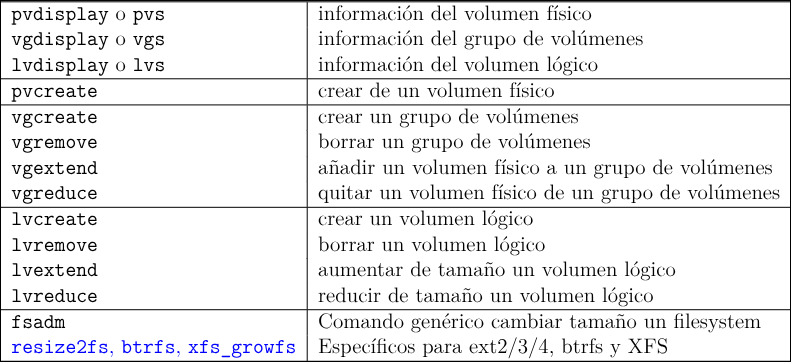 pvdisplay o pvs información del volumen físico
vgdisplay o vgs información del grupo de volúmenes
lvdisplay o lvs información del volumen lógico
pvcreate crear de un volumen físico
vgcreate crear un grupo de volúmenes
vgremove borrar un grupo de volúmenes
vgextend añadir un volumen físico a un grupo de volúmenes
vgreduce quitar un volumen físico de un grupo de volúmenes
lvcreate crear un volumen lógico
lvremove borrar un volumen lógico
lvextend aumentar de tamaño un volumen lógico
lvreduce reducir de tamaño un volumen lógico
fsadm Comando genérico cambiar tamaño un filesystem
resize2fs, btrfs, xfs_growfs Específicos para ext2/3/4, btrfs y XFS